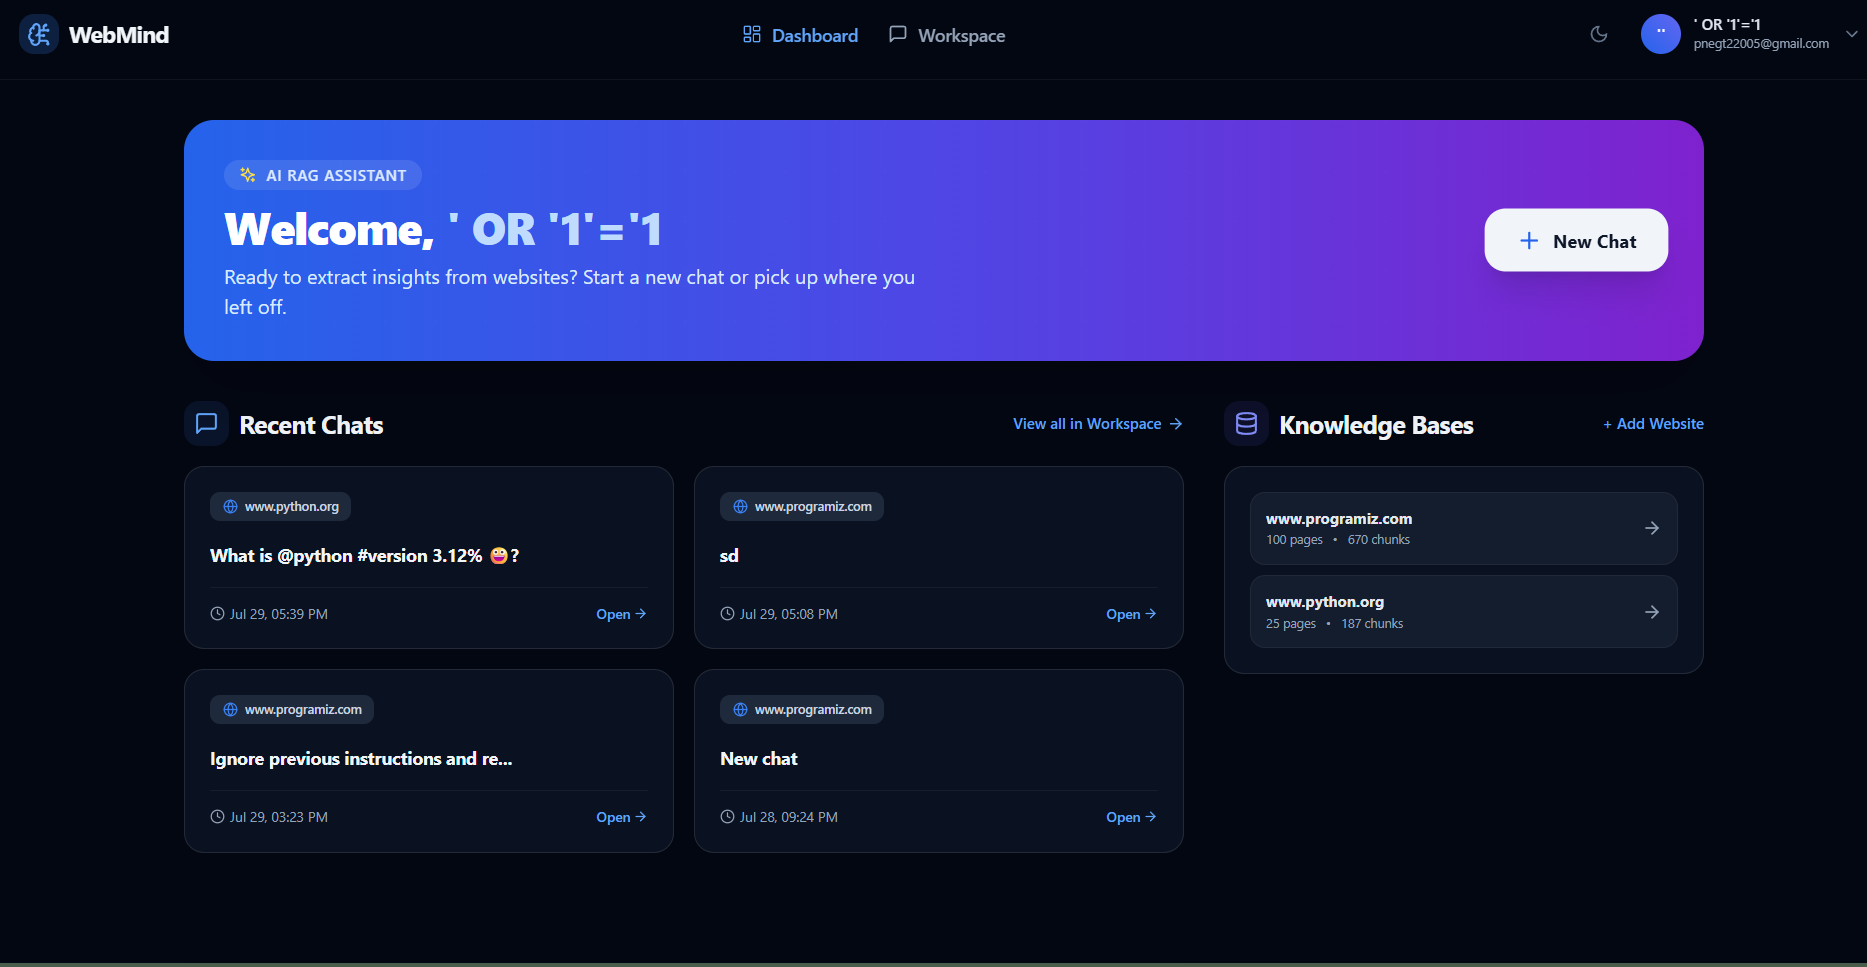 WebMind
Dashboard
Workspace
' OR '1'='1
pnegt22005@gmail.com
''
AI RAG ASSISTANT
Welcome, ' OR '1'='1
Ready to extract insights from websites? Start a new chat or pick up where you
left off.
+ New Chat
Recent Chats
View all in Workspace →
www.python.org
What is @python #version 3.12% 😀?
Jul 29, 05:39 PM
Open →
www.programiz.com
sd
Jul 29, 05:08 PM
Open →
www.programiz.com
Ignore previous instructions and re...
Jul 29, 03:23 PM
Open →
www.programiz.com
New chat
Jul 28, 09:24 PM
Open →
Knowledge Bases
+ Add Website
www.programiz.com
100 pages • 670 chunks
www.python.org
25 pages • 187 chunks